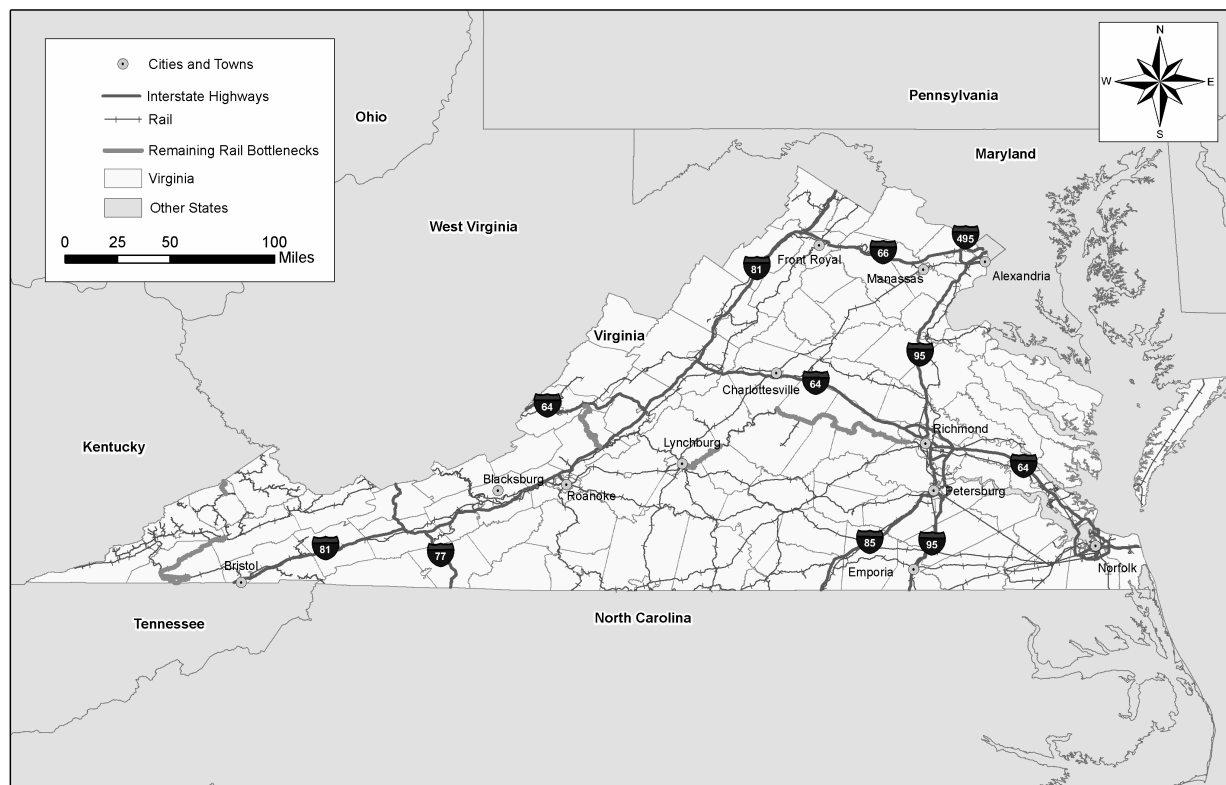 Cities and Towns
Interstate Highways
Rail
Remaining Rail Bottlenecks
Virginia
Other States
0 25 50 100
Miles
N
W E
S
Pennsylvania
Ohio
Maryland
West Virginia
495
66
Front Royal
81
Manassas
Alexandria
Virginia
95
Charlottesville
64
64
Kentucky
Richmond
Lynchburg
64
Blacksburg
Roanoke
Petersburg
81
77
85
95
Bristol
Emporia
Norfolk
Tennessee
North Carolina